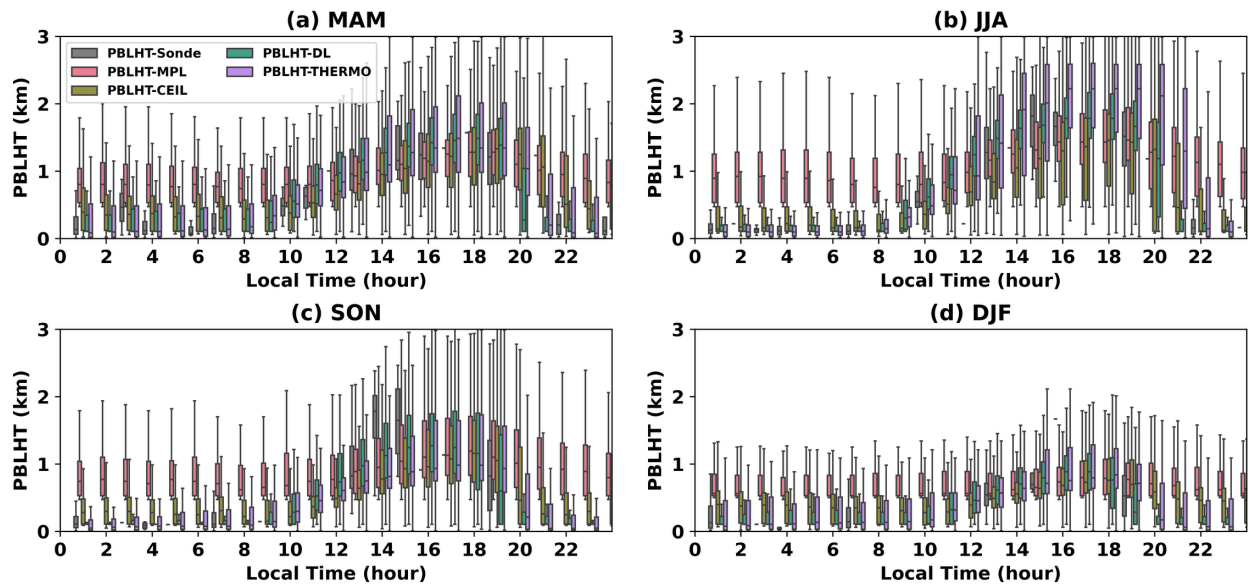 (a) MAM
PBLHT (km)
3
2
1
0
PBLHT-Sonde
PBLHT-MPL
PBLHT-CEIL
PBLHT-DL
PBLHT-THERMO
0 2 4 6 8 10 12 14 16 18 20 22
Local Time (hour)
(b) JJA
PBLHT (km)
3
2
1
0
0 2 4 6 8 10 12 14 16 18 20 22
Local Time (hour)
(c) SON
PBLHT (km)
3
2
1
0
0 2 4 6 8 10 12 14 16 18 20 22
Local Time (hour)
(d) DJF
PBLHT (km)
3
2
1
0
0 2 4 6 8 10 12 14 16 18 20 22
Local Time (hour)